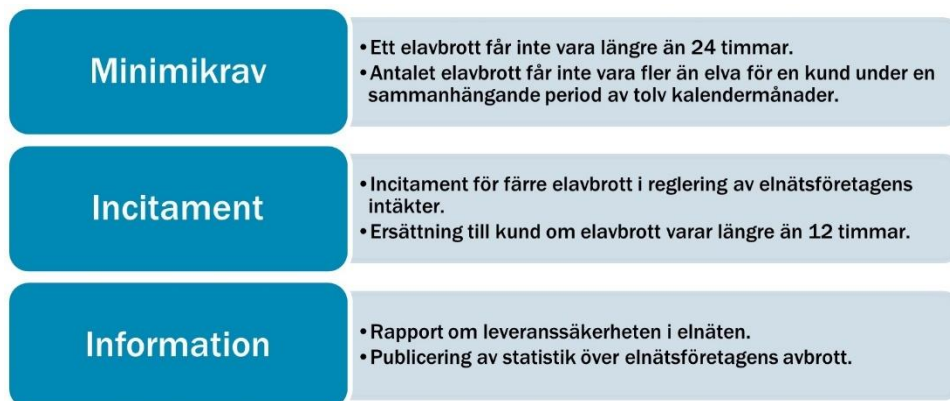 Minimikrav
•Ett elavbrott får inte vara längre än 24 timmar.
•Antalet elavbrott får inte vara fler än elva för en kund under en
sammanhängande period av tolv kalendermånader.
Incitament
•Incitament för färre elavbrott i reglering av elnätsföretagens
intäkter.
•Ersättning till kund om elavbrott varar längre än 12 timmar.
Information
•Rapport om leveranssäkerheten i elnäten.
•Publicering av statistik över elnätsföretagens avbrott.